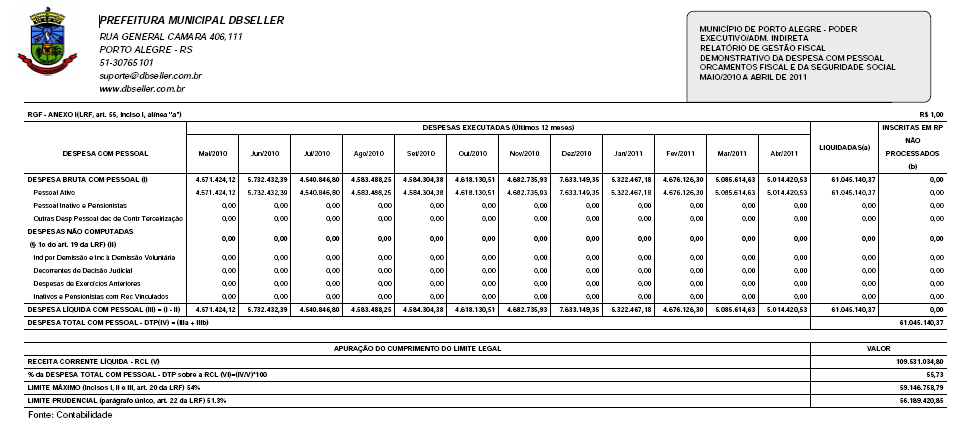 PREFEITURA MUNICIPAL DBSELLER
RUA GENERAL CAMARA 406,111
PORTO ALEGRE - RS
51-30765101
suporte@dbseller.com.br
www.dbseller.com.br
MUNICÍPIO DE PORTO ALEGRE - PODER
EXECUTIVO/ADM. INDIRETA
RELATÓRIO DE GESTÃO FISCAL
DEMONSTRATIVO DA DESPESA COM PESSOAL
ORCAMENTOS FISCAL E DA SEGURIDADE SOCIAL
MAIO/2010 A ABRIL DE 2011
RGF - ANEXO I(LRF, art. 55, inciso I, alínea "a") R$ 1,00
DESPESA COM PESSOAL DESPESAS EXECUTADAS (Últimos 12 meses) LIQUIDADAS(a) INSCRITAS EM RP
NÃO
PROCESSADOS
(b)
Mai/2010 Jun/2010 Jul/2010 Ago/2010 Set/2010 Out/2010 Nov/2010 Dez/2010 Jan/2011 Fev/2011 Mar/2011 Abr/2011
DESPESA BRUTA COM PESSOAL (I) 4.571.424,12 5.732.432,39 4.540.846,80 4.583.488,25 4.584.304,38 4.618.130,51 4.682.735,93 7.633.149,35 5.322.467,18 4.676.126,30 5.085.614,63 5.014.420,53 61.045.140,37 0,00
Pessoal Ativo 4.571.424,12 5.732.432,39 4.540.846,80 4.583.488,25 4.584.304,38 4.618.130,51 4.682.735,93 7.633.149,35 5.322.467,18 4.676.126,30 5.085.614,63 5.014.420,53 61.045.140,37 0,00
Pessoal Inativo e Pensionistas 0,00 0,00 0,00 0,00 0,00 0,00 0,00 0,00 0,00 0,00 0,00 0,00 0,00 0,00
Outras Desp Pessoal dec de Contr Terceirização 0,00 0,00 0,00 0,00 0,00 0,00 0,00 0,00 0,00 0,00 0,00 0,00 0,00 0,00
DESPESAS NÃO COMPUTADAS
(§ 1o do art. 19 da LRF) (II) 0,00 0,00 0,00 0,00 0,00 0,00 0,00 0,00 0,00 0,00 0,00 0,00 0,00 0,00
Ind por Demissão e Inc à Demissão Voluntária 0,00 0,00 0,00 0,00 0,00 0,00 0,00 0,00 0,00 0,00 0,00 0,00 0,00 0,00
Decorrentes de Decisão Judicial 0,00 0,00 0,00 0,00 0,00 0,00 0,00 0,00 0,00 0,00 0,00 0,00 0,00 0,00
Despesas de Exercícios Anteriores 0,00 0,00 0,00 0,00 0,00 0,00 0,00 0,00 0,00 0,00 0,00 0,00 0,00 0,00
Inativos e Pensionistas com Rec Vinculados 0,00 0,00 0,00 0,00 0,00 0,00 0,00 0,00 0,00 0,00 0,00 0,00 0,00 0,00
DESPESA LÍQUIDA COM PESSOAL (III) = (I - II) 4.571.424,12 5.732.432,39 4.540.846,80 4.583.488,25 4.584.304,38 4.618.130,51 4.682.735,93 7.633.149,35 5.322.467,18 4.676.126,30 5.085.614,63 5.014.420,53 61.045.140,37 0,00
DESPESA TOTAL COM PESSOAL - DTP(IV) = (IIIa + IIIb) 61.045.140,37
APURAÇÃO DO CUMPRIMENTO DO LIMITE LEGAL VALOR
RECEITA CORRENTE LÍQUIDA - RCL (V) 109.531.034,80
% da DESPESA TOTAL COM PESSOAL - DTP sobre a RCL (VI)=(IV/V)*100 55,73
LIMITE MÁXIMO (incisos I, II e III, art. 20 da LRF) 54% 59.146.758,79
LIMITE PRUDENCIAL (parágrafo único, art. 22 da LRF) 51.3% 56.189.420,85
Fonte: Contabilidade